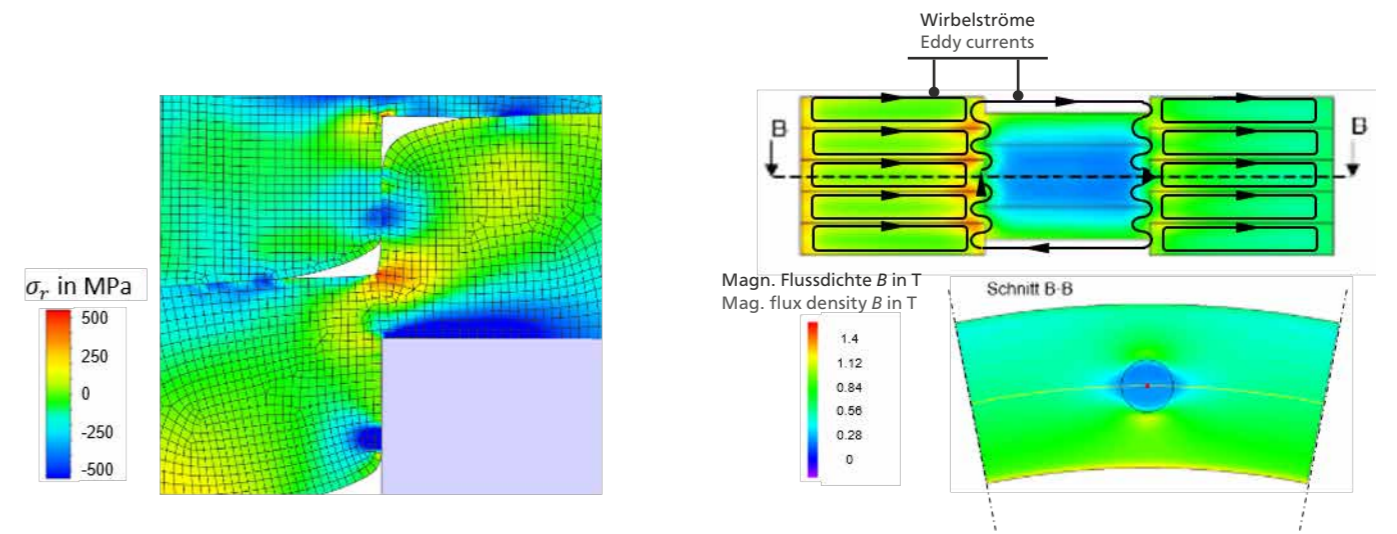 Wirbelströme
Eddy currents
B
B
σᵣ in MPa
500
250
0
-250
-500
Magn. Flussdichte B in T
Mag. flux density B in T
1.4
1.12
0.84
0.56
0.28
0
Schnitt B-B